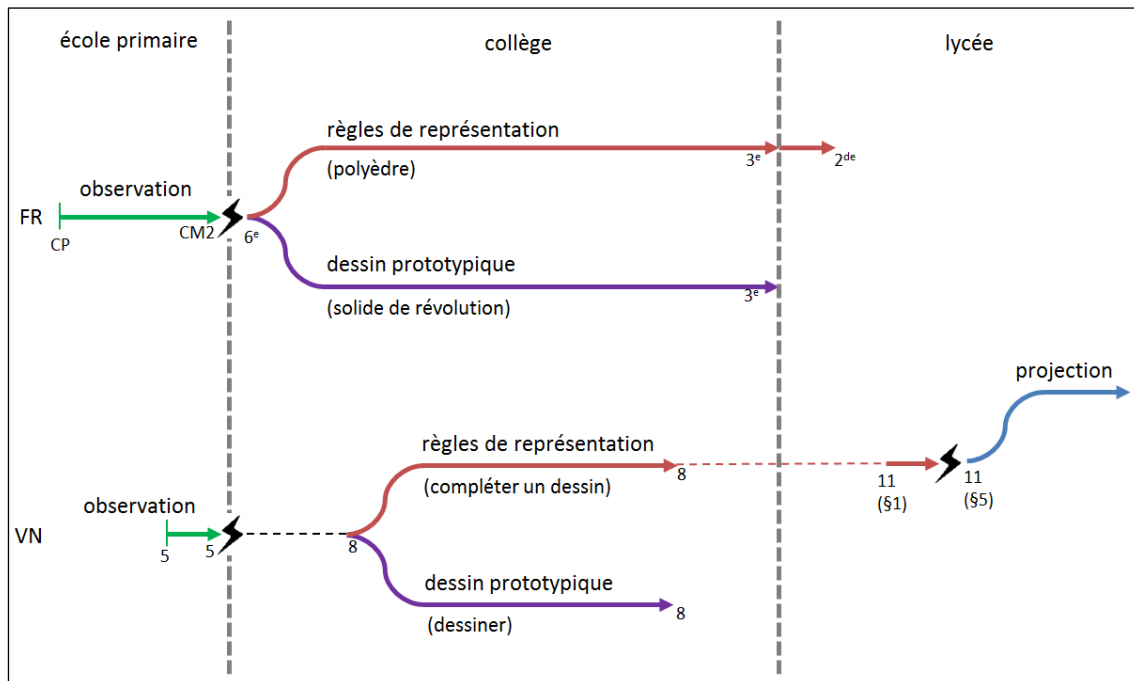 école primaire
collège
lycée
règles de représentation
(polyèdre)
3e
2de
observation
FR
CP
CM2
6e
dessin prototypique
(solide de révolution)
3e
projection
règles de représentation
(compléter un dessin)
8
11
(§1)
11
(§5)
observation
VN
5
5
8
dessin prototypique
(dessiner)
8